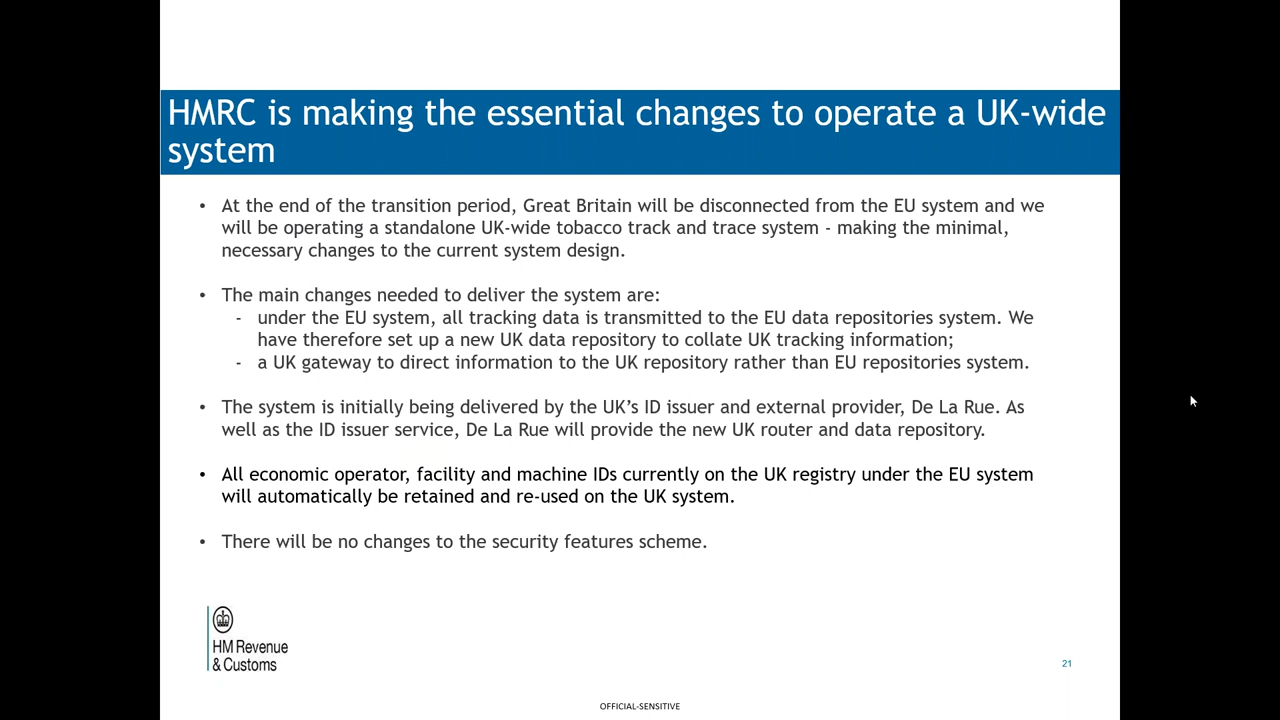 HMRC is making the essential changes to operate a UK-wide
system
• At the end of the transition period, Great Britain will be disconnected from the EU system and we
will be operating a standalone UK-wide tobacco track and trace system - making the minimal,
necessary changes to the current system design.
• The main changes needed to deliver the system are:
- under the EU system, all tracking data is transmitted to the EU data repositories system. We
have therefore set up a new UK data repository to collate UK tracking information;
- a UK gateway to direct information to the UK repository rather than EU repositories system.
• The system is initially being delivered by the UK’s ID issuer and external provider, De La Rue. As
well as the ID issuer service, De La Rue will provide the new UK router and data repository.
• All economic operator, facility and machine IDs currently on the UK registry under the EU system
will automatically be retained and re-used on the UK system.
• There will be no changes to the security features scheme.
HM Revenue
& Customs
21
OFFICIAL-SENSITIVE